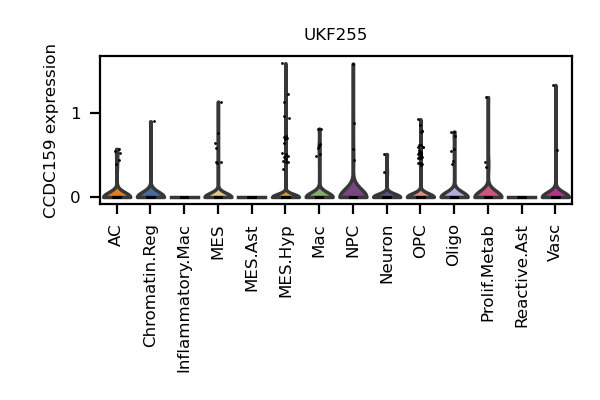 UKF255
CCDC159 expression
1
0
AC
Chromatin.Reg
Inflammatory.Mac
MES
MES.Ast
MES.Hyp
Mac
NPC
Neuron
OPC
Oligo
Prolif.Metab
Reactive.Ast
Vasc